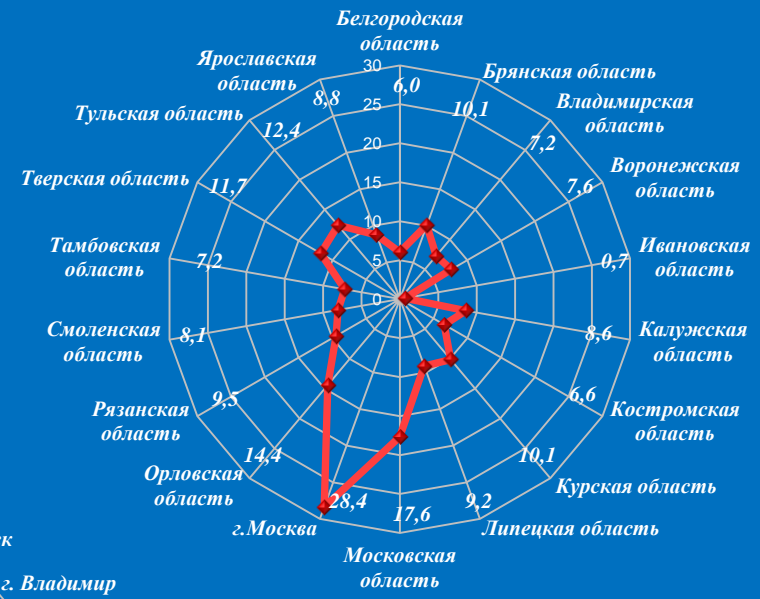 Белгородская
область
30
6,0
Ярославская
область
8,8
Брянская область
10,1
25
Тульская область
12,4
Владимирская
область
7,2
20
Тверская область
11,7
Воронежская
область
7,6
15
10
Тамбовская
область
7,2
Ивановская
область
0,7
5
0
Смоленская
область
8,1
Калужская
область
8,6
Рязанская
область
9,5
Костромская
область
6,6
Орловская
область
14,4
Курская область
10,1
г.Москва
28,4
Липецкая область
9,2
17,6
Московская
область
ск
г. Владимир